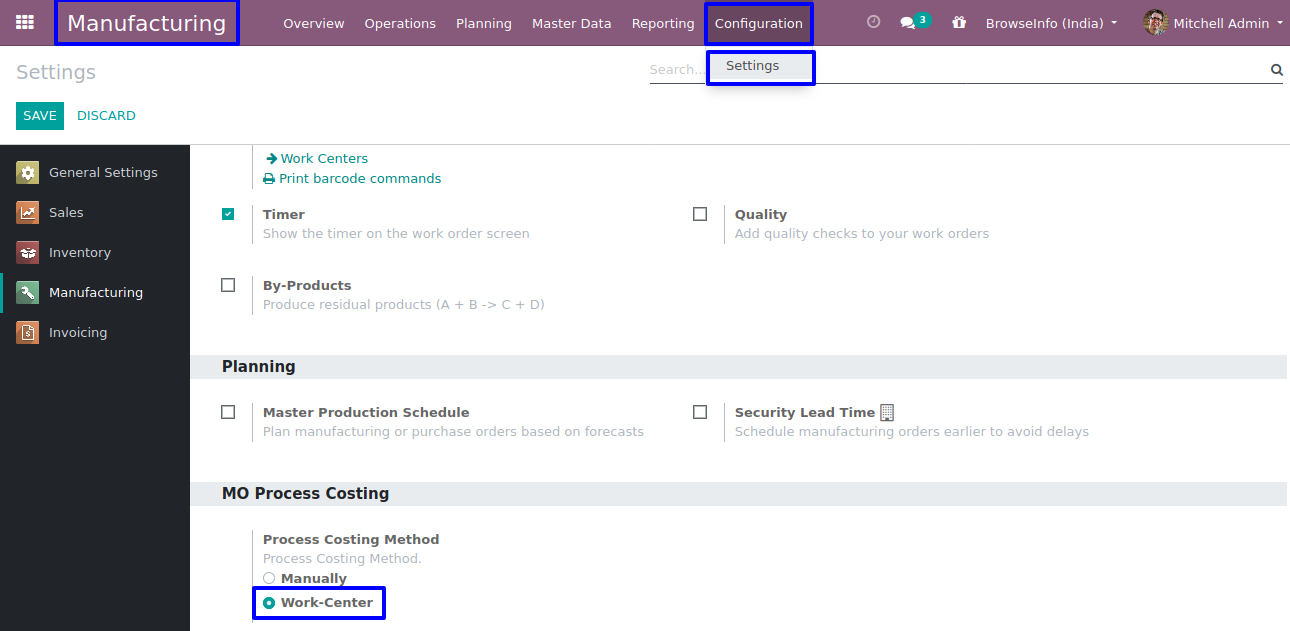 Manufacturing Overview Operations Planning Master Data Reporting Configuration 3 BrowseInfo (India) Mitchell Admin
Settings
Search...
Settings
SAVE DISCARD
General Settings
Sales
Inventory
Manufacturing
Invoicing
Work Centers
Print barcode commands
Timer
Show the timer on the work order screen
Quality
Add quality checks to your work orders
By-Products
Produce residual products (A + B -> C + D)
Planning
Master Production Schedule
Plan manufacturing or purchase orders based on forecasts
Security Lead Time
Schedule manufacturing orders earlier to avoid delays
MO Process Costing
Process Costing Method
Process Costing Method.
Manually
Work-Center